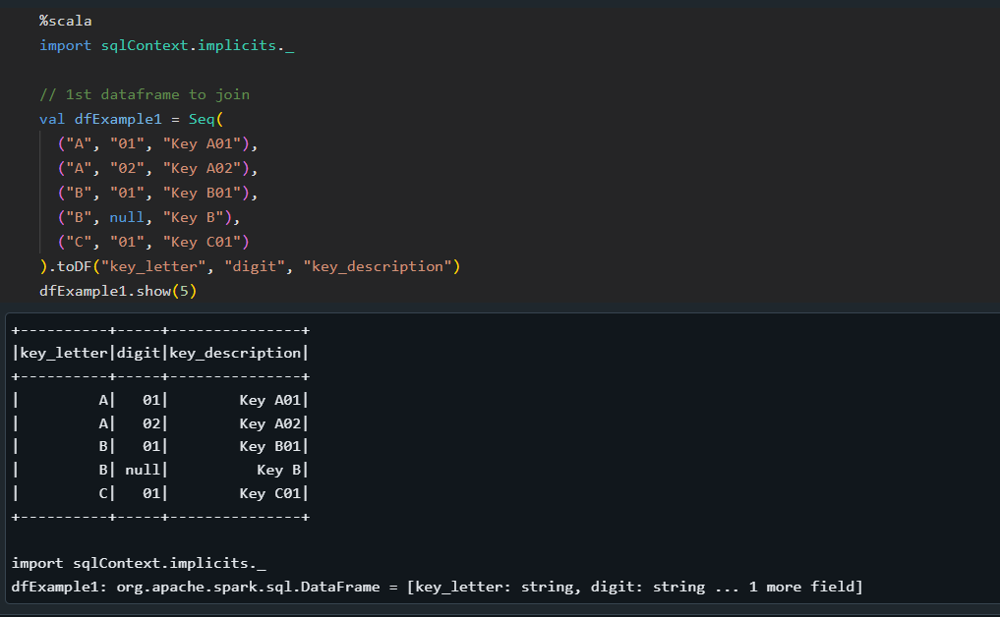 %scala
import sqlContext.implicits._
// 1st dataframe to join
val dfExample1 = Seq(
("A", "01", "Key A01"),
("A", "02", "Key A02"),
("B", "01", "Key B01"),
("B", null, "Key B"),
("C", "01", "Key C01")
).toDF("key_letter", "digit", "key_description")
dfExample1.show(5)
+----------+-----+---------------+
|key_letter|digit|key_description|
+----------+-----+---------------+
|         A|   01|        Key A01|
|         A|   02|        Key A02|
|         B|   01|        Key B01|
|         B| null|          Key B|
|         C|   01|        Key C01|
+----------+-----+---------------+
import sqlContext.implicits._
dfExample1: org.apache.spark.sql.DataFrame = [key_letter: string, digit: string ... 1 more field]